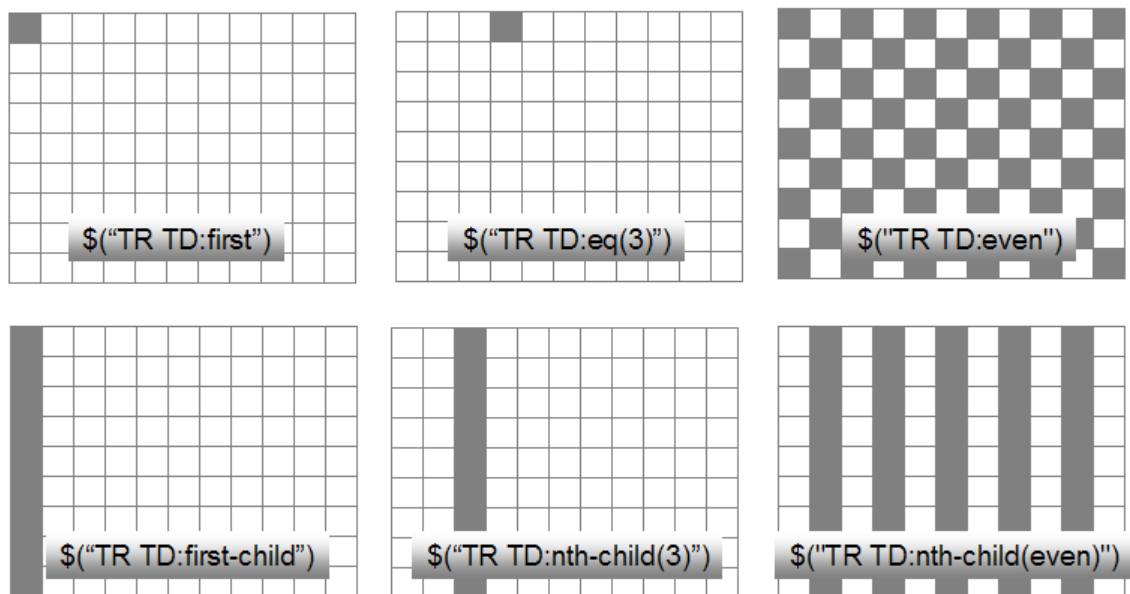 $(“TR TD:first”)
$(“TR TD:eq(3)”)
$("TR TD:even")
$(“TR TD:first-child”)
$(“TR TD:nth-child(3)”)
$("TR TD:nth-child(even)")